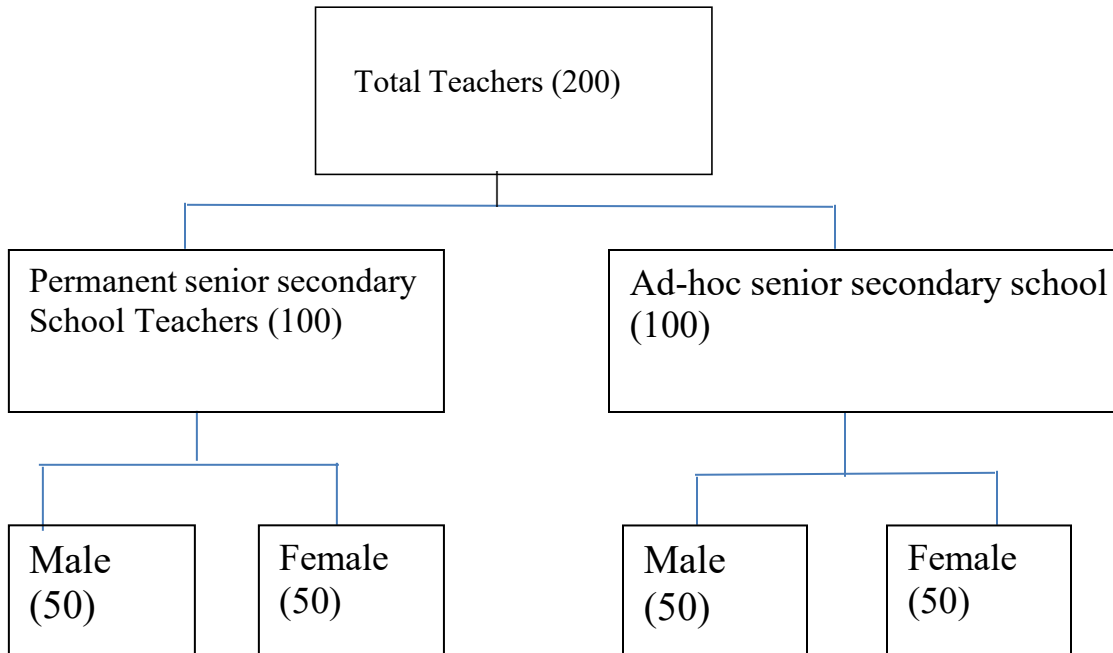 Total Teachers (200)
Permanent senior secondary
School Teachers (100)
Ad-hoc senior secondary school
(100)
Male
(50)
Female
(50)
Male
(50)
Female
(50)